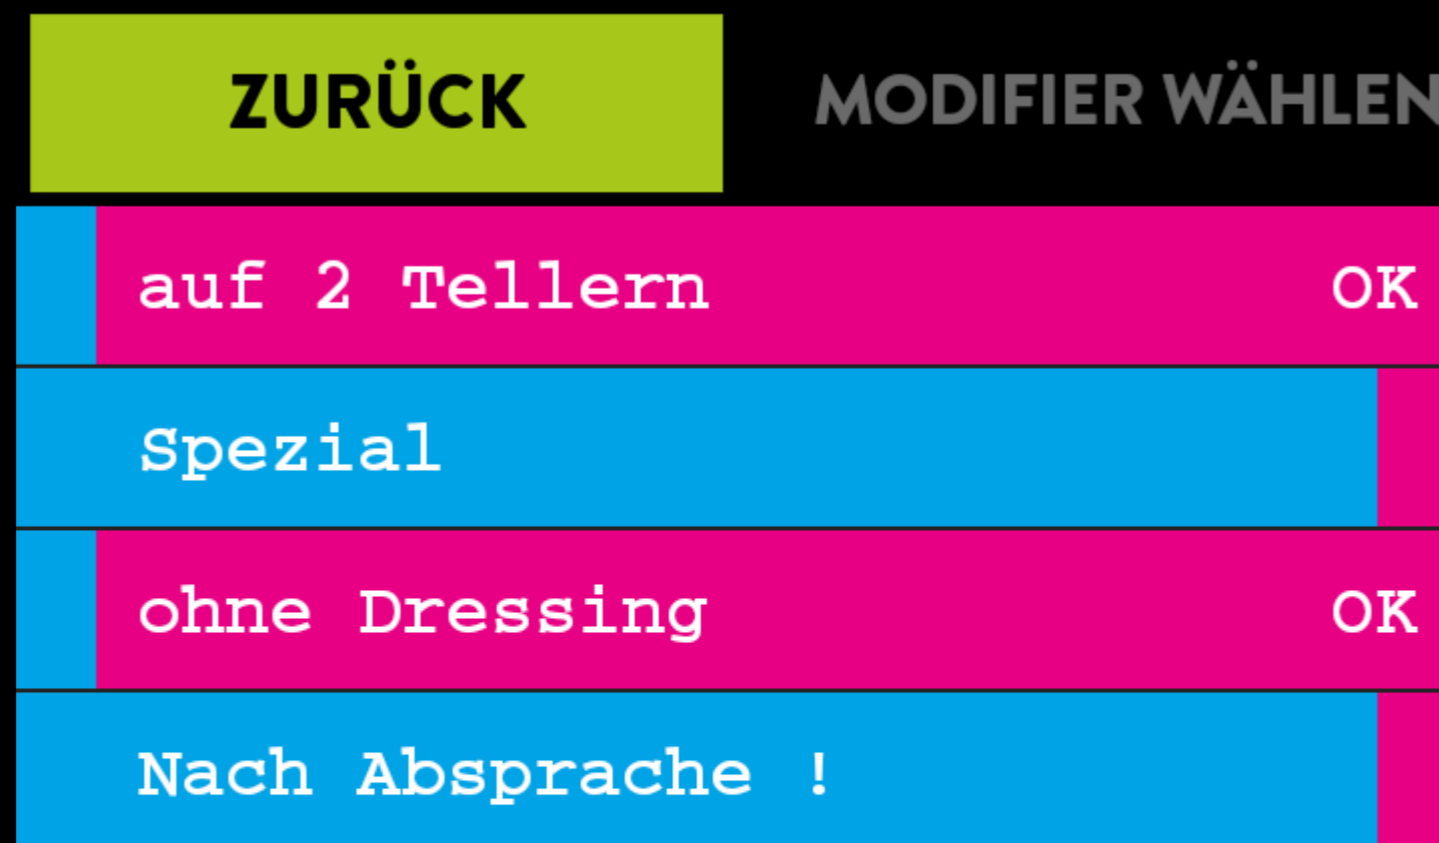 ZURÜCK
MODIFIER WÄHLEN
auf 2 Tellern OK
Spezial
ohne Dressing OK
Nach Absprache !